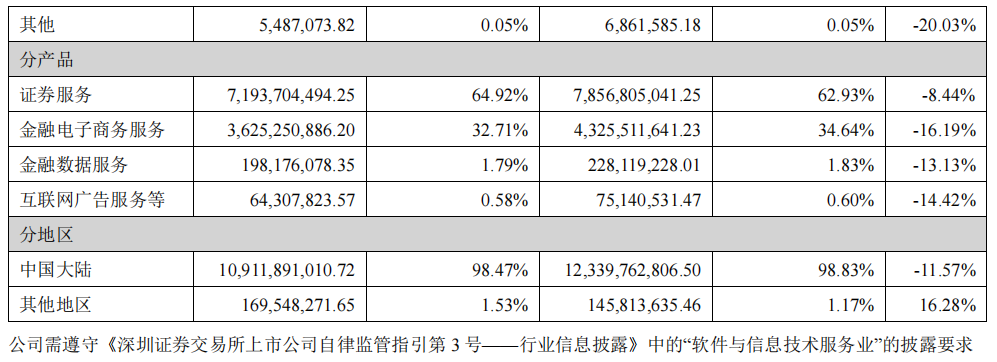 其他 5,487,073.82 0.05% 6,861,585.18 0.05% -20.03%
分产品
证券服务 7,193,704,494.25 64.92% 7,856,805,041.25 62.93% -8.44%
金融电子商务服务 3,625,250,886.20 32.71% 4,325,511,641.23 34.64% -16.19%
金融数据服务 198,176,078.35 1.79% 228,119,228.01 1.83% -13.13%
互联网广告服务等 64,307,823.57 0.58% 75,140,531.47 0.60% -14.42%
分地区
中国大陆 10,911,891,010.72 98.47% 12,339,762,806.50 98.83% -11.57%
其他地区 169,548,271.65 1.53% 145,813,635.46 1.17% 16.28%
公司需遵守《深圳证券交易所上市公司自律监管指引第 3 号——行业信息披露》中的“软件与信息技术服务业”的披露要求